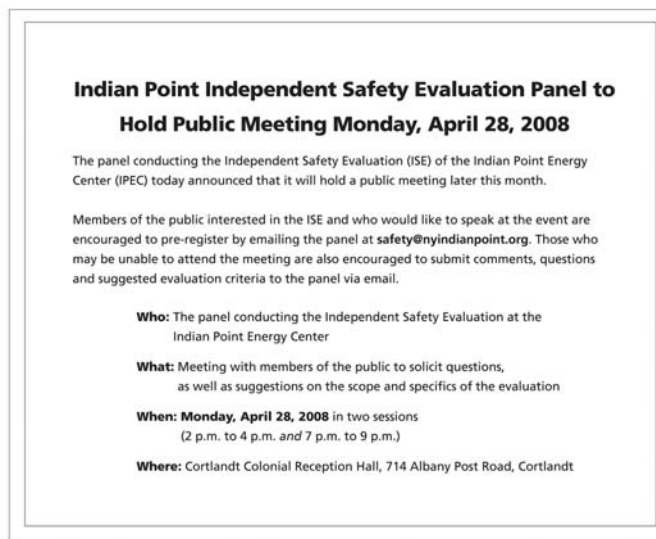 Indian Point Independent Safety Evaluation Panel to
Hold Public Meeting Monday, April 28, 2008
The panel conducting the Independent Safety Evaluation (ISE) of the Indian Point Energy
Center (IPEC) today announced that it will hold a public meeting later this month.
Members of the public interested in the ISE and who would like to speak at the event are
encouraged to pre-register by emailing the panel at safety@nyindianpoint.org. Those who
may be unable to attend the meeting are also encouraged to submit comments, questions
and suggested evaluation criteria to the panel via email.
Who: The panel conducting the Independent Safety Evaluation at the
Indian Point Energy Center
What: Meeting with members of the public to solicit questions,
as well as suggestions on the scope and specifics of the evaluation
When: Monday, April 28, 2008 in two sessions
(2 p.m. to 4 p.m. and 7 p.m. to 9 p.m.)
Where: Cortlandt Colonial Reception Hall, 714 Albany Post Road, Cortlandt